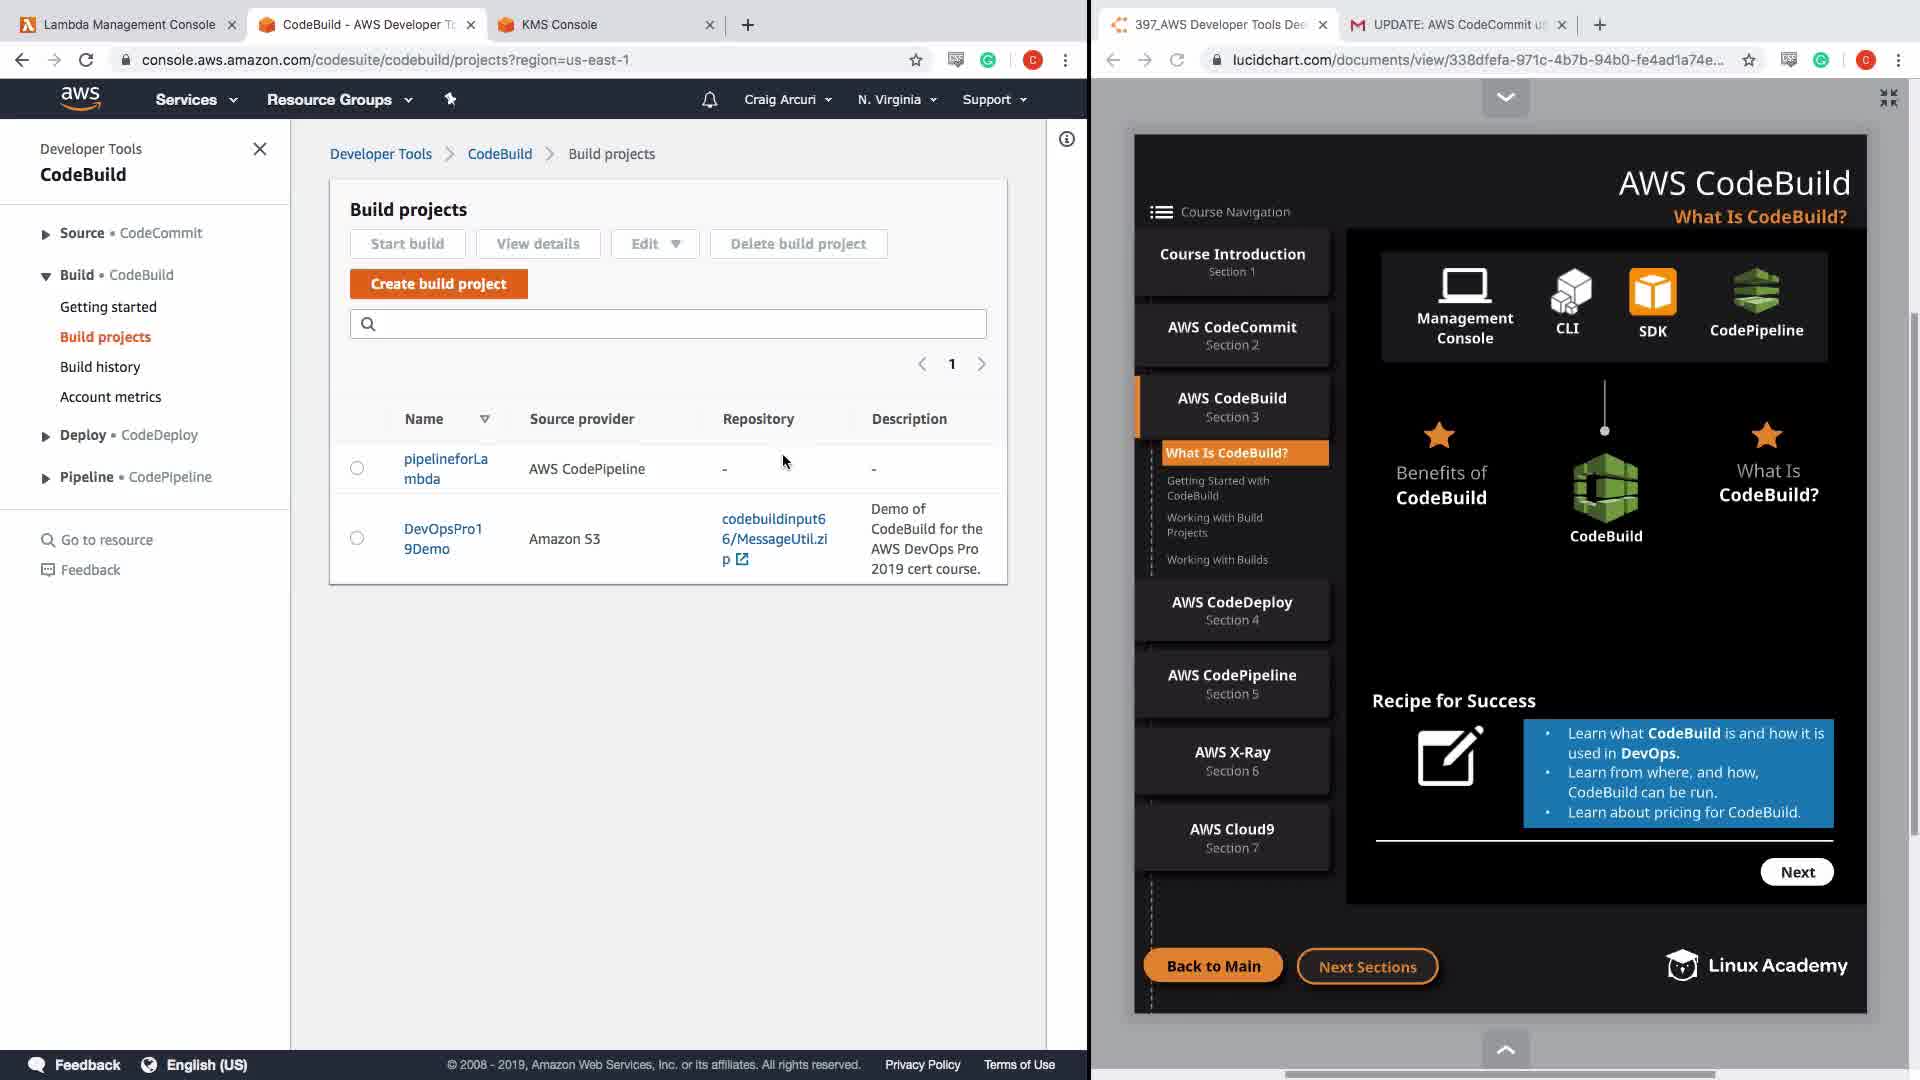 Lambda Management Console
CodeBuild - AWS Developer To
KMS Console
console.aws.amazon.com/codesuite/codebuild/projects?region=us-east-1
aws
Services
Resource Groups
Craig Arcuri
N. Virginia
Support
Developer Tools
CodeBuild
Source • CodeCommit
Build • CodeBuild
Getting started
Build projects
Build history
Account metrics
Deploy • CodeDeploy
Pipeline • CodePipeline
Go to resource
Feedback
Developer Tools
CodeBuild
Build projects
Build projects
Start build
View details
Edit
Delete build project
Create build project
1
Name
Source provider
Repository
Description
pipelineforLa
mbda
AWS CodePipeline
-
-
DevOpsPro1
9Demo
Amazon S3
codebuildinput6
6/MessageUtil.zi
p
Demo of
CodeBuild for the
AWS DevOps Pro
2019 cert course.
Feedback
English (US)
© 2008 - 2019, Amazon Web Services, Inc. or its affiliates. All rights reserved.
Privacy Policy
Terms of Use
397_AWS Developer Tools Dee
UPDATE: AWS CodeCommit us
lucidchart.com/documents/view/338dfefa-971c-4b7b-94b0-fe4ad1a74e...
AWS CodeBuild
What Is CodeBuild?
Course Navigation
Course Introduction
Section 1
AWS CodeCommit
Section 2
AWS CodeBuild
Section 3
What Is CodeBuild?
Getting Started with
CodeBuild
Working with Build
Projects
Working with Builds
AWS CodeDeploy
Section 4
AWS CodePipeline
Section 5
AWS X-Ray
Section 6
AWS Cloud9
Section 7
Management
Console
CLI
SDK
CodePipeline
Benefits of
CodeBuild
CodeBuild
What Is
CodeBuild?
Recipe for Success
• Learn what CodeBuild is and how it is
used in DevOps.
• Learn from where, and how,
CodeBuild can be run.
• Learn about pricing for CodeBuild.
Next
Back to Main
Next Sections
Linux Academy